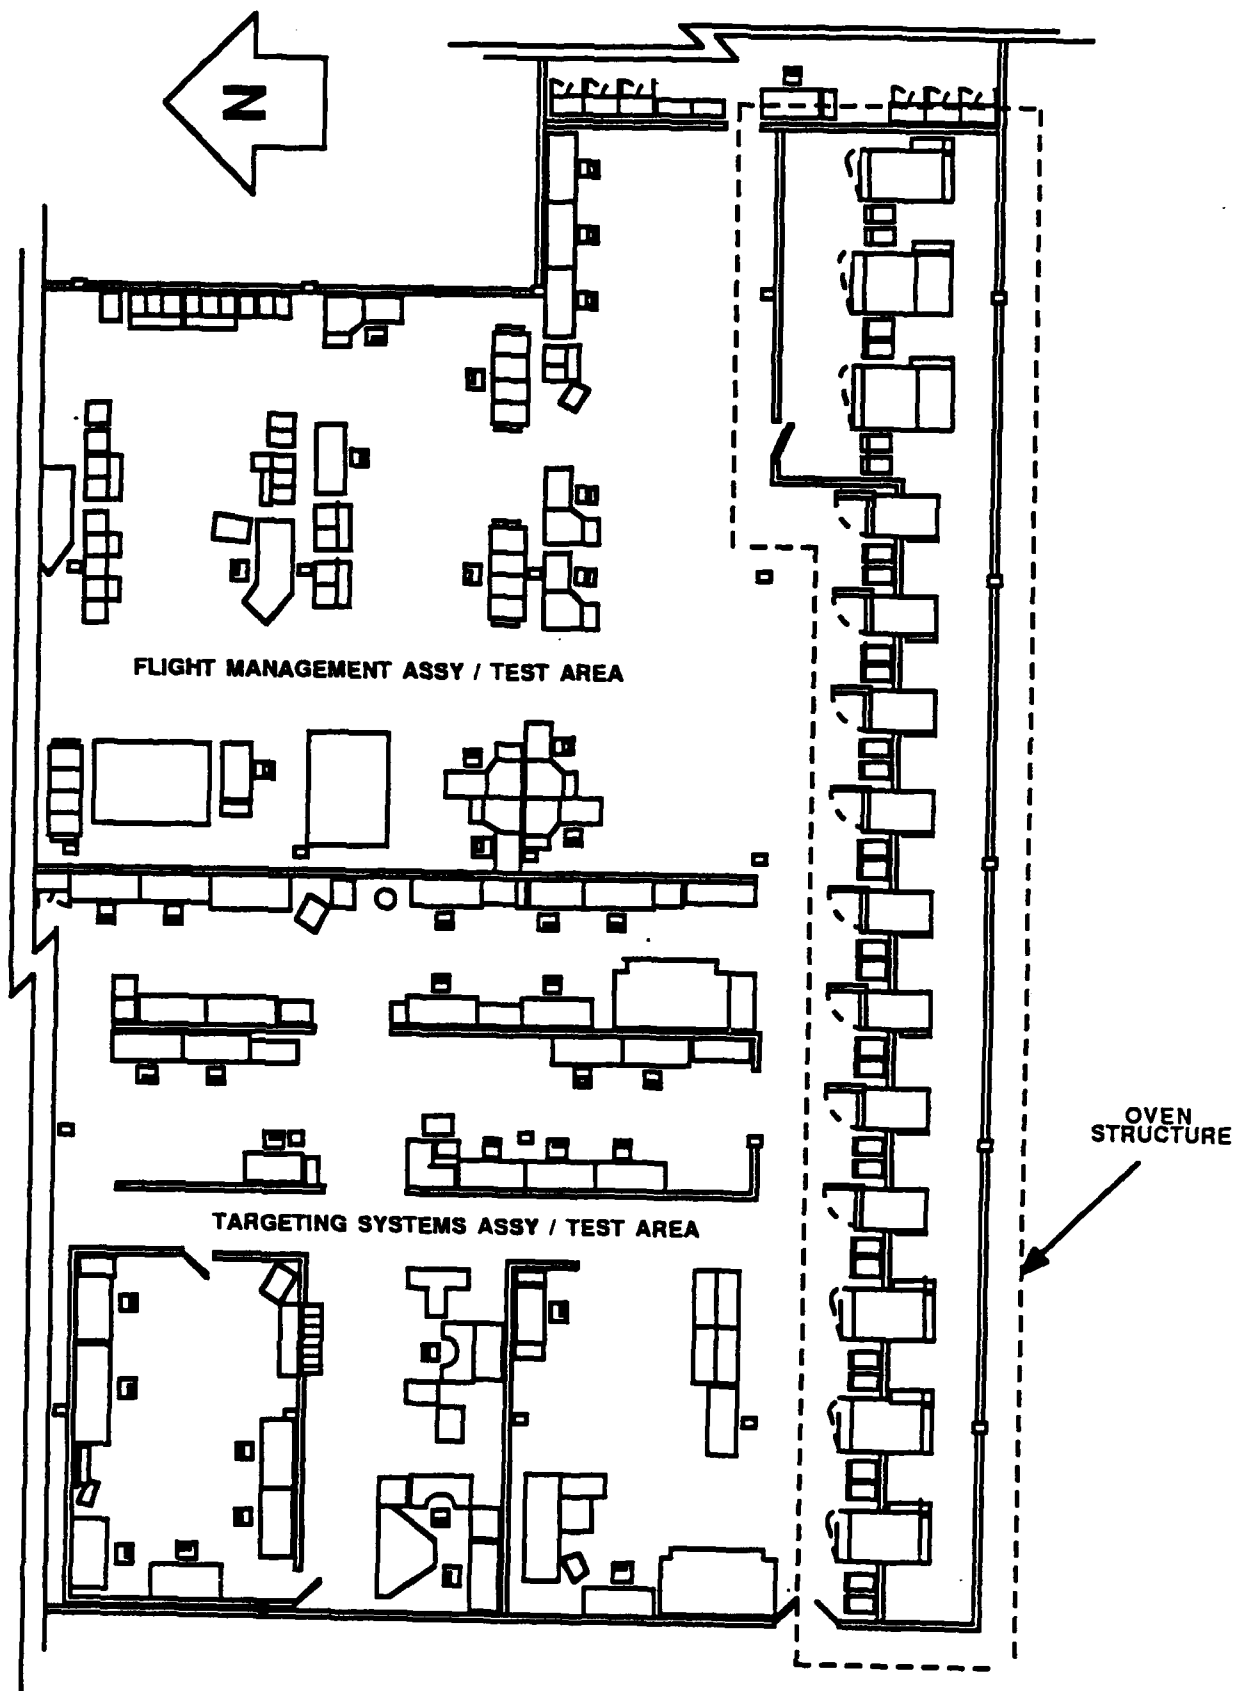 N
FLIGHT MANAGEMENT ASSY / TEST AREA
OVEN
STRUCTURE
TARGETING SYSTEMS ASSY / TEST AREA